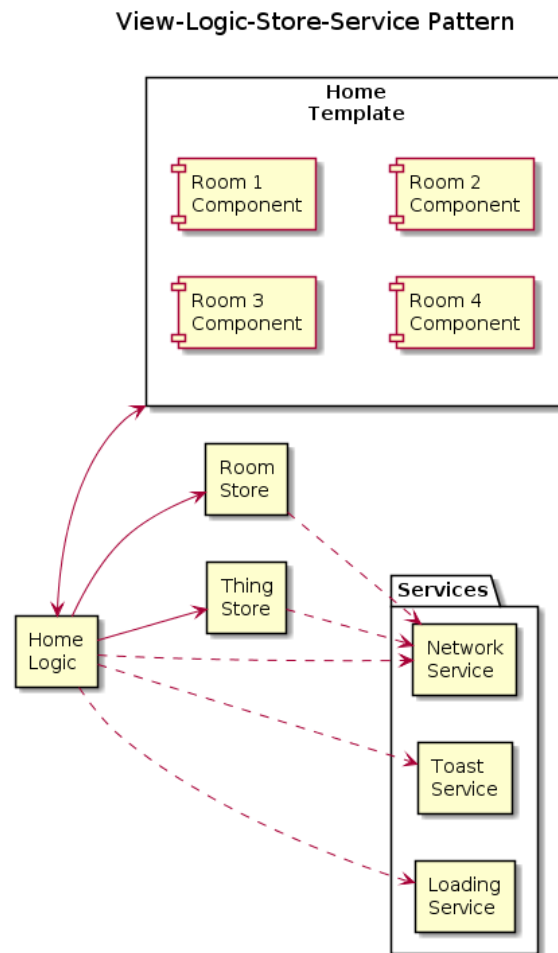 View-Logic-Store-Service Pattern
Home
Template
Room 1
Component
Room 2
Component
Room 3
Component
Room 4
Component
Room
Store
Thing
Store
Services
Home
Logic
Network
Service
Toast
Service
Loading
Service